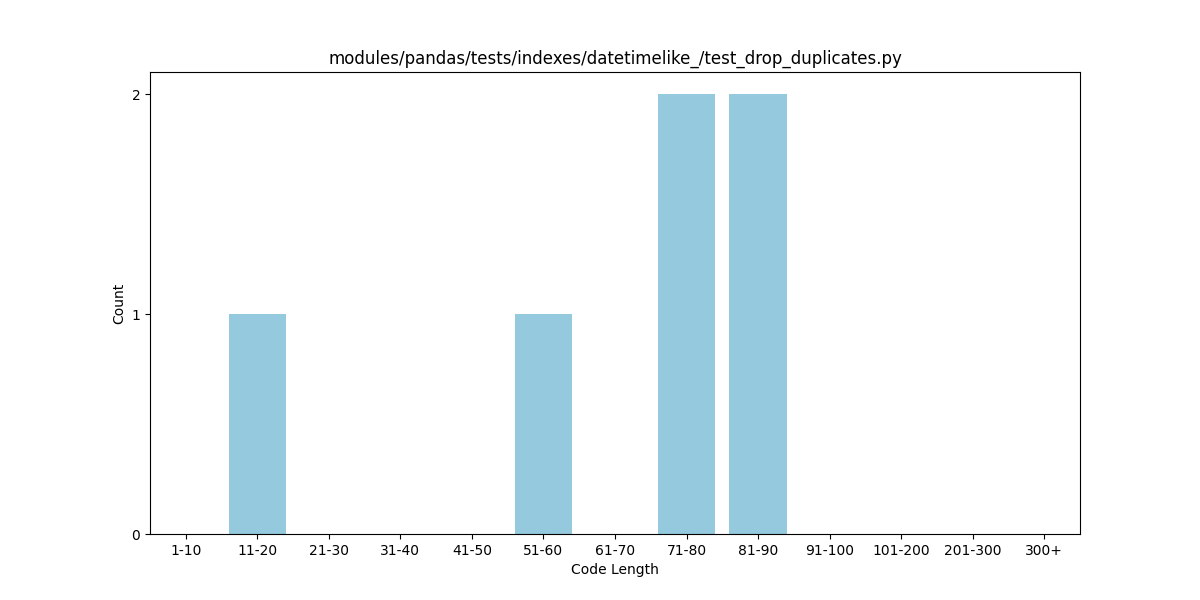 modules/pandas/tests/indexes/datetimelike_/test_drop_duplicates.py
2
1
0
Count
1-10 11-20 21-30 31-40 41-50 51-60 61-70 71-80 81-90 91-100 101-200 201-300 300+
Code Length